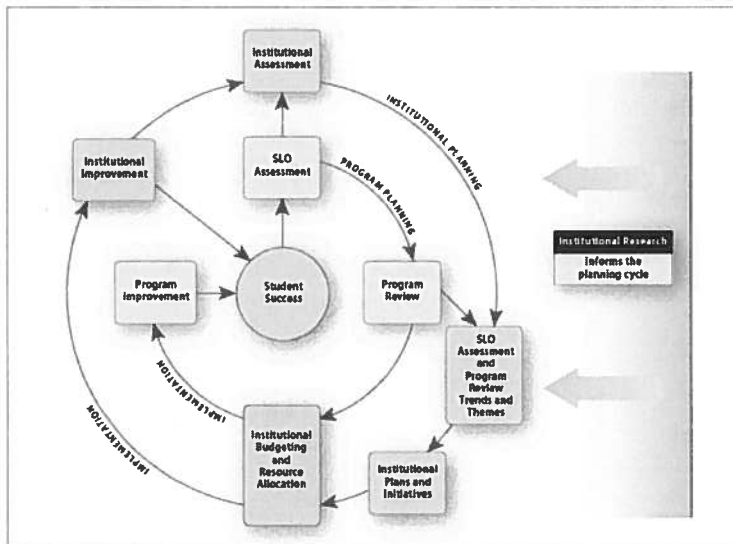 Institutional
Assessment
INSTITUTIONAL PLANNING
Institutional
Improvement
SLO
Assessment
PROGRAM PLANNING
Institutional Research
Informs the
planning cycle
Program
Improvement
Student
Success
Program
Review
SLO
Assessment
and
Program
Review
Trends and
Themes
IMPLEMENTATION
IMPLEMENTATION
Institutional
Budgeting
and
Resource
Allocation
Institutional
Plans and
Initiatives